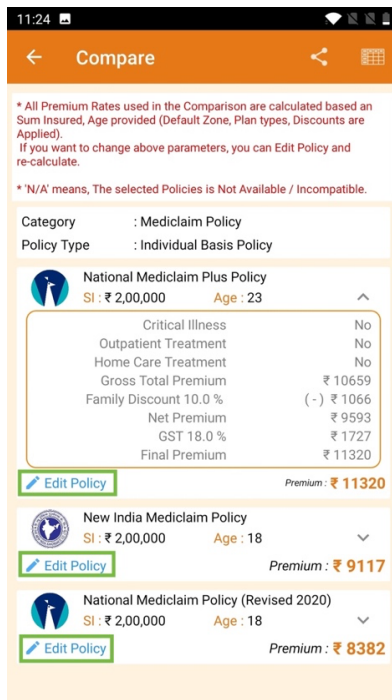 11:24
Compare
* All Premium Rates used in the Comparison are calculated based an
Sum Insured, Age provided (Default Zone, Plan types, Discounts are
Applied).
If you want to change above parameters, you can Edit Policy and
re-calculate.
* 'N/A' means, The selected Policies is Not Available / Incompatible.
Category : Mediclaim Policy
Policy Type : Individual Basis Policy
National Mediclaim Plus Policy
SI : ₹ 2,00,000 Age : 23
Critical Illness No
Outpatient Treatment No
Home Care Treatment No
Gross Total Premium ₹ 10659
Family Discount 10.0 % ( - ) ₹ 1066
Net Premium ₹ 9593
GST 18.0 % ₹ 1727
Final Premium ₹ 11320
Edit Policy Premium : ₹ 11320
New India Mediclaim Policy
SI : ₹ 2,00,000 Age : 18
Edit Policy Premium : ₹ 9117
National Mediclaim Policy (Revised 2020)
SI : ₹ 2,00,000 Age : 18
Edit Policy Premium : ₹ 8382